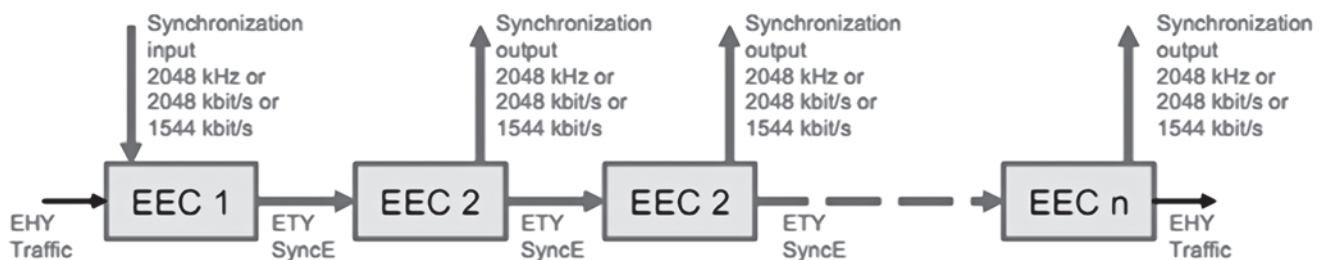 Synchronization
input
2048 kHz or
2048 kbit/s or
1544 kbit/s
Synchronization
output
2048 kHz or
2048 kbit/s or
1544 kbit/s
Synchronization
output
2048 kHz or
2048 kbit/s or
1544 kbit/s
Synchronization
output
2048 kHz or
2048 kbit/s or
1544 kbit/s
EEC 1
EEC 2
EEC 2
EEC n
EHY
Traffic
ETY
SyncE
ETY
SyncE
ETY
SyncE
EHY
Traffic